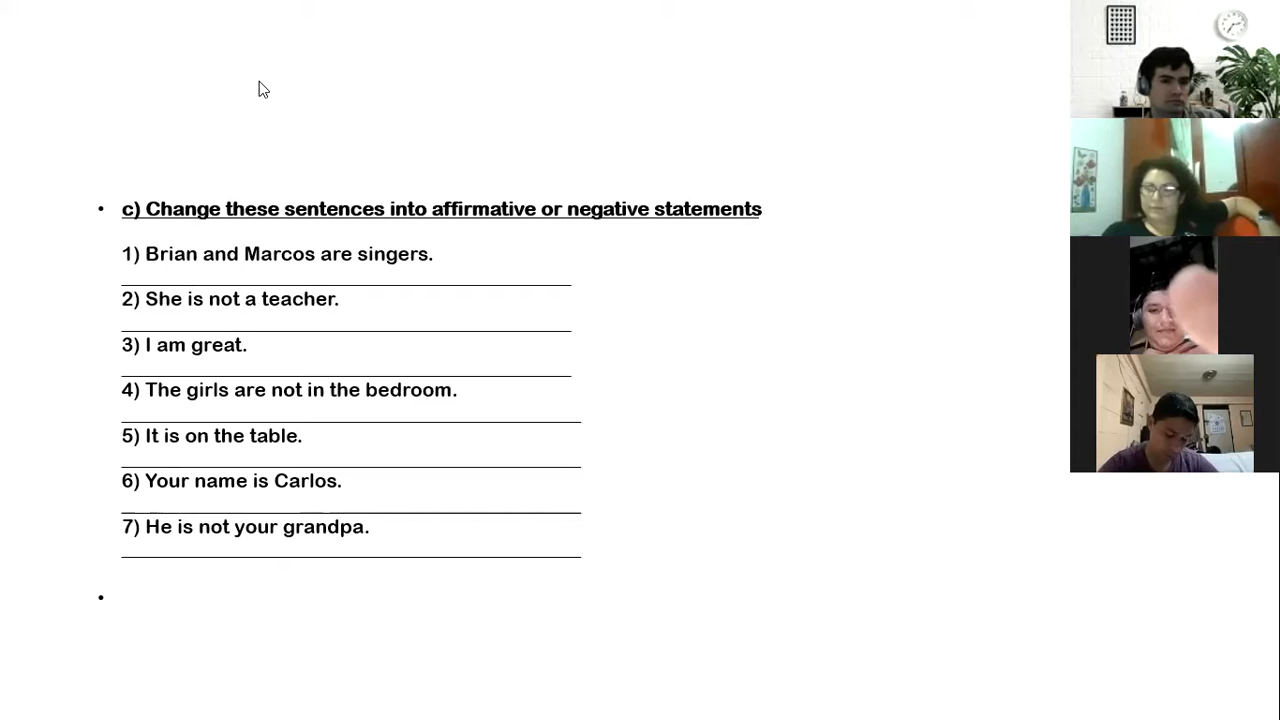 • c) Change these sentences into affirmative or negative statements
1) Brian and Marcos are singers.
2) She is not a teacher.
3) I am great.
4) The girls are not in the bedroom.
5) It is on the table.
6) Your name is Carlos.
7) He is not your grandpa.
•